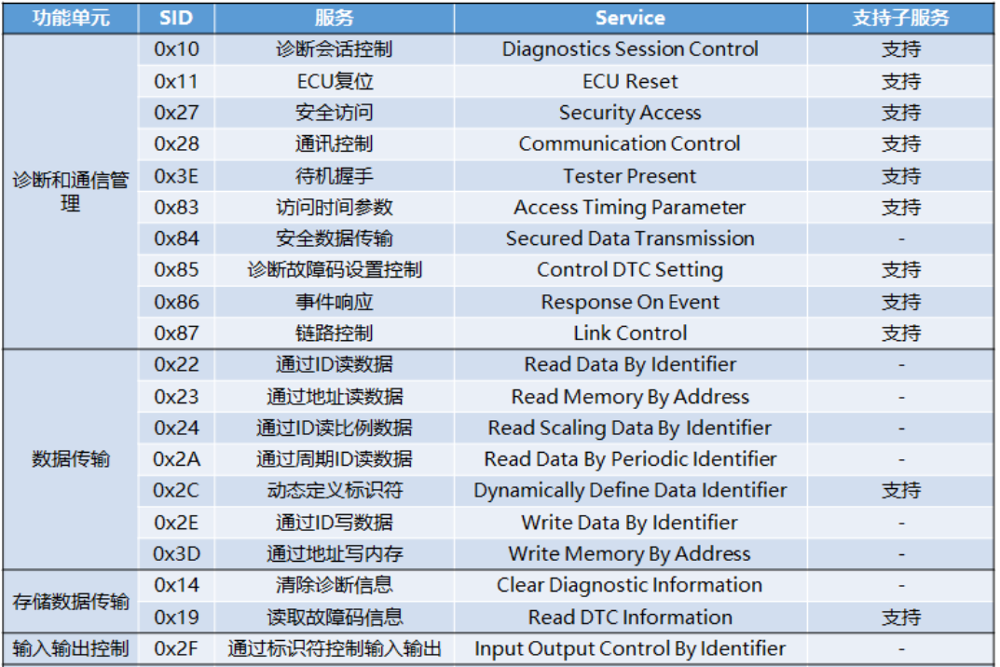 功能单元 SID 服务 Service 支持子服务
诊断和通信管理
0x10 诊断会话控制 Diagnostics Session Control 支持
0x11 ECU复位 ECU Reset 支持
0x27 安全访问 Security Access 支持
0x28 通讯控制 Communication Control 支持
0x3E 待机握手 Tester Present 支持
0x83 访问时间参数 Access Timing Parameter 支持
0x84 安全数据传输 Secured Data Transmission -
0x85 诊断故障码设置控制 Control DTC Setting 支持
0x86 事件响应 Response On Event 支持
0x87 链路控制 Link Control 支持
数据传输
0x22 通过ID读数据 Read Data By Identifier -
0x23 通过地址读数据 Read Memory By Address -
0x24 通过ID读比例数据 Read Scaling Data By Identifier -
0x2A 通过周期ID读数据 Read Data By Periodic Identifier -
0x2C 动态定义标识符 Dynamically Define Data Identifier 支持
0x2E 通过ID写数据 Write Data By Identifier -
0x3D 通过地址写内存 Write Memory By Address -
存储数据传输
0x14 清除诊断信息 Clear Diagnostic Information -
0x19 读取故障码信息 Read DTC Information 支持
输入输出控制 0x2F 通过标识符控制输入输出 Input Output Control By Identifier -